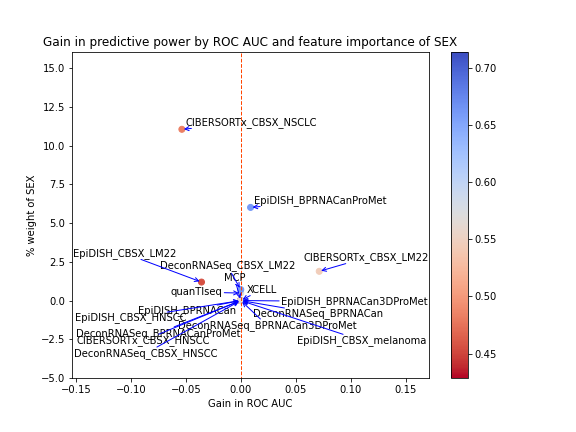 Gain in predictive power by ROC AUC and feature importance of SEX
15.0
12.5
10.0
7.5
5.0
2.5
0.0
−2.5
−5.0
% weight of SEX
CIBERSORTx_CBSX_NSCLC
EpiDISH_BPRNACanProMet
EpiDISH_CBSX_LM22
CIBERSORTx_CBSX_LM22
DeconRNASeq_CBSX_LM22
MCP
quanTIseq
XCELL
EpiDISH_BPRNACan3DProMet
EpiDISH_BPRNACan
DeconRNASeq_BPRNACan
EpiDISH_CBSX_HNSCC
DeconRNASeq_BPRNACan3DProMet
DeconRNASeq_BPRNACanProMet
CIBERSORTx_CBSX_HNSCC
EpiDISH_CBSX_melanoma
DeconRNASeq_CBSX_HNSCC
−0.15
−0.10
−0.05
0.00
0.05
0.10
0.15
Gain in ROC AUC
0.70
0.65
0.60
0.55
0.50
0.45